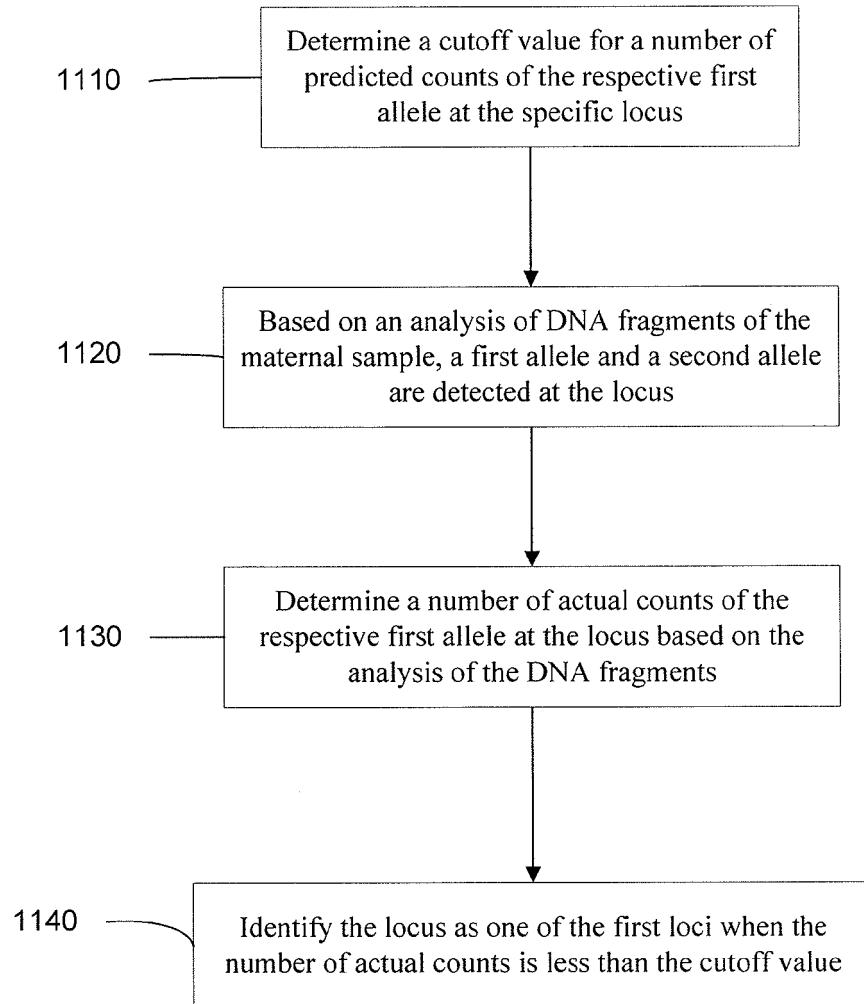 1110
Determine a cutoff value for a number of
predicted counts of the respective first
allele at the specific locus
1120
Based on an analysis of DNA fragments of the
maternal sample, a first allele and a second allele
are detected at the locus
1130
Determine a number of actual counts of the
respective first allele at the locus based on the
analysis of the DNA fragments
1140
Identify the locus as one of the first loci when the
number of actual counts is less than the cutoff value